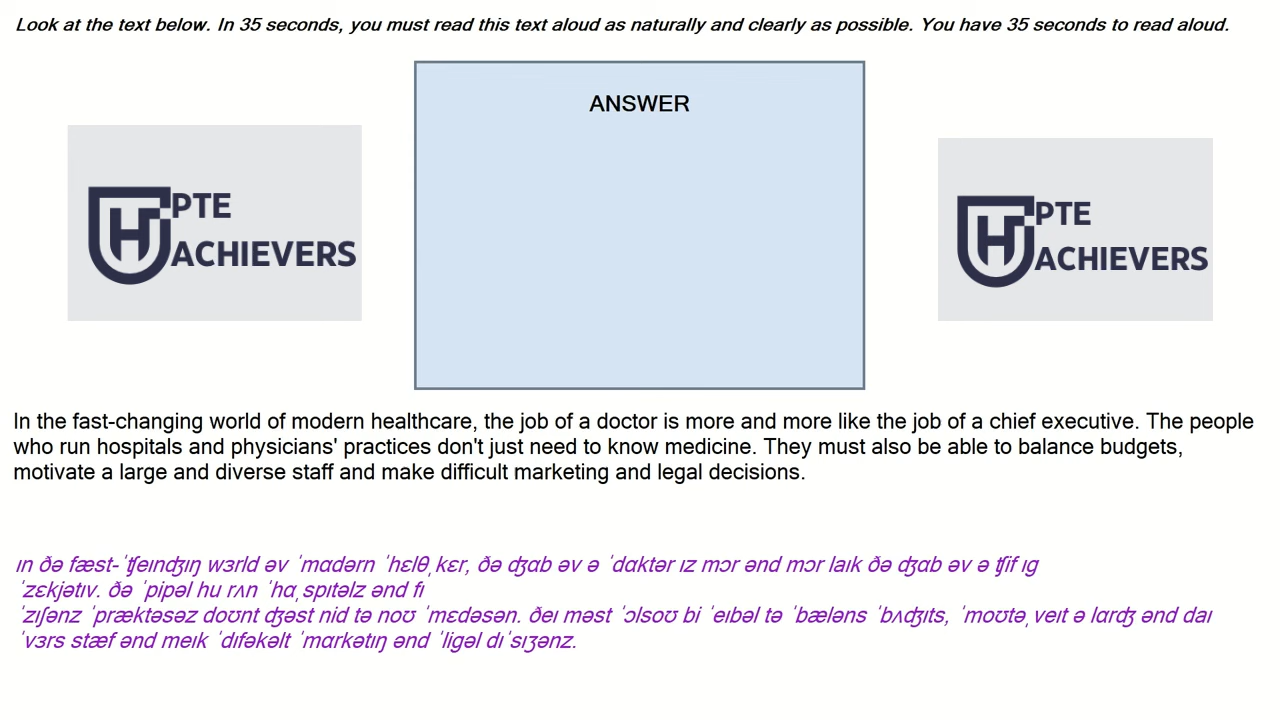 Look at the text below. In 35 seconds, you must read this text aloud as naturally and clearly as possible. You have 35 seconds to read aloud.
ANSWER
PTE
ACHIEVERS
PTE
ACHIEVERS
In the fast-changing world of modern healthcare, the job of a doctor is more and more like the job of a chief executive. The people
who run hospitals and physicians' practices don't just need to know medicine. They must also be able to balance budgets,
motivate a large and diverse staff and make difficult marketing and legal decisions.
ɪn ðə fæst-ˈʧeɪnʤɪŋ wɜrld əv ˈmɑdərn ˈhɛlθˌkɛr, ðə ʤɑb əv ə ˈdɑktər ɪz mɔr ənd mɔr laɪk ðə ʤɑb əv ə ʧif ɪg
ˈzɛkjətɪv. ðə ˈpipəl hu rʌn ˈhɑˌspɪtəlz ənd fɪ
ˈzɪʃənz ˈpræktəsəz doʊnt ʤəst nid tə noʊ ˈmɛdəsən. ðeɪ məst ˈɔlsoʊ bi ˈeɪbəl tə ˈbæləns ˈbʌʤɪts, ˈmoʊtəˌveɪt ə lɑrʤ ənd daɪ
ˈvɜrs stæf ənd meɪk ˈdɪfəkəlt ˈmɑrkətɪŋ ənd ˈligəl dɪˈsɪʒənz.